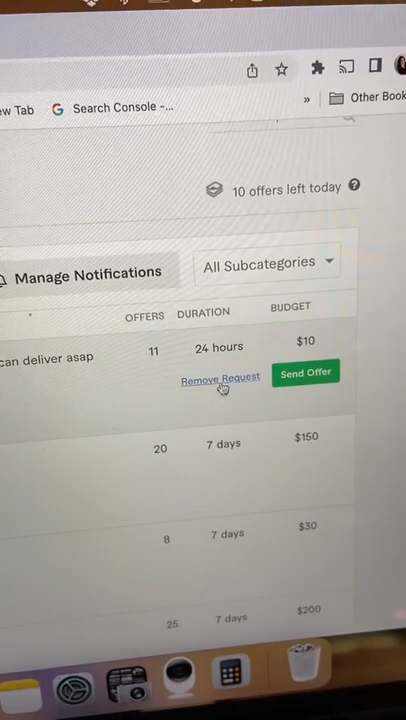 ew Tab
G Search Console -...
»
Other Book
10 offers left today ?
Manage Notifications
All Subcategories
OFFERS DURATION BUDGET
can deliver asap 11 24 hours $10
Remove Request Send Offer
20 7 days $150
8 7 days $30
25 7 days $200